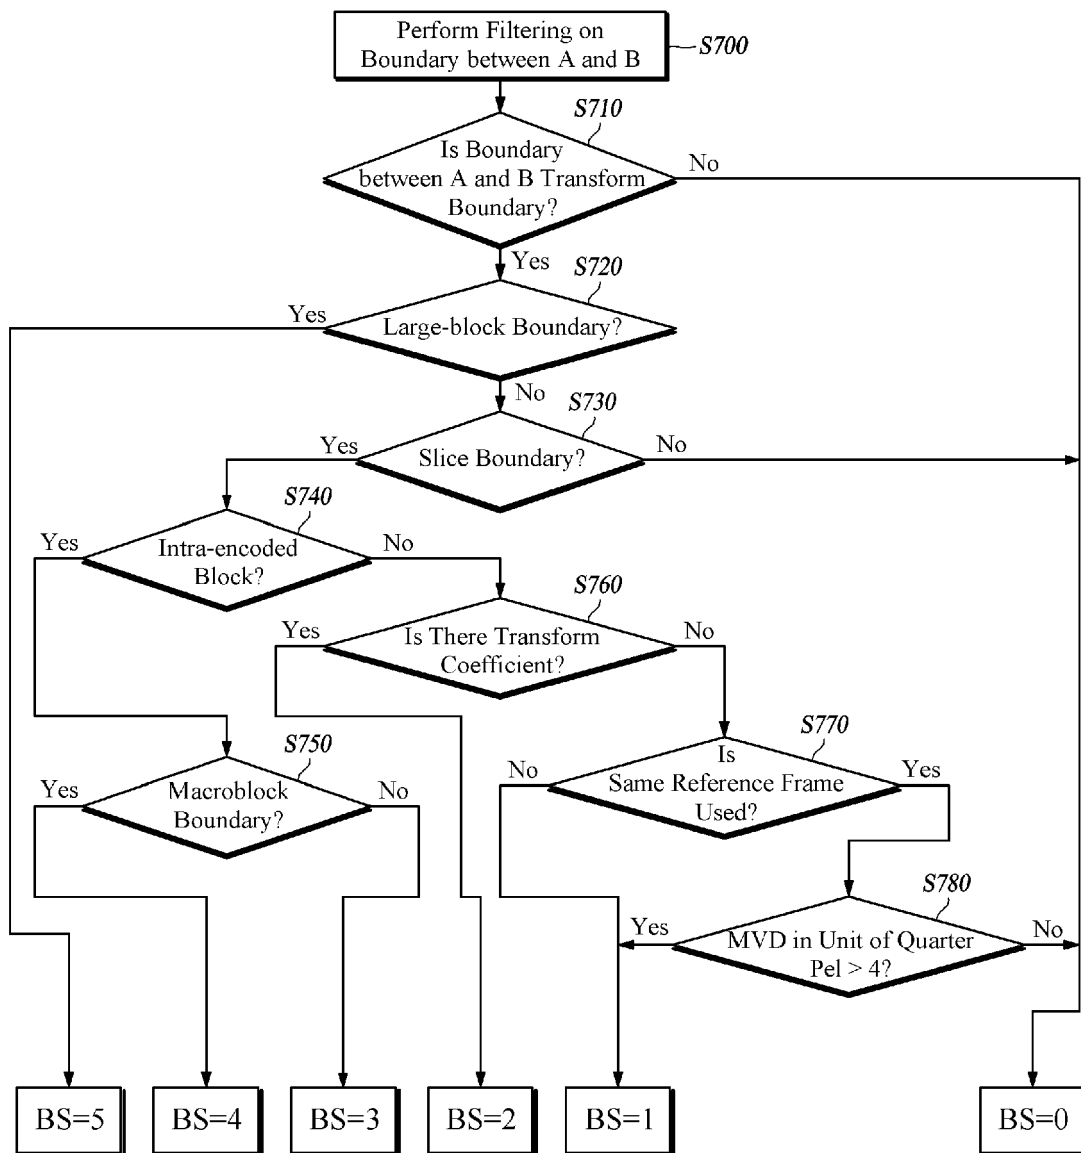 Perform Filtering on
Boundary between A and B
S700
S710
Is Boundary
between A and B Transform
Boundary?
No
Yes
S720
Yes
Large-block Boundary?
No
S730
Yes
Slice Boundary?
No
S740
Yes
Intra-encoded
Block?
No
S760
Yes
Is There Transform
Coefficient?
No
S750
Yes
Macroblock
Boundary?
No
S770
No
Is
Same Reference Frame
Used?
Yes
S780
Yes
MVD in Unit of Quarter
Pel > 4?
No
BS=5
BS=4
BS=3
BS=2
BS=1
BS=0